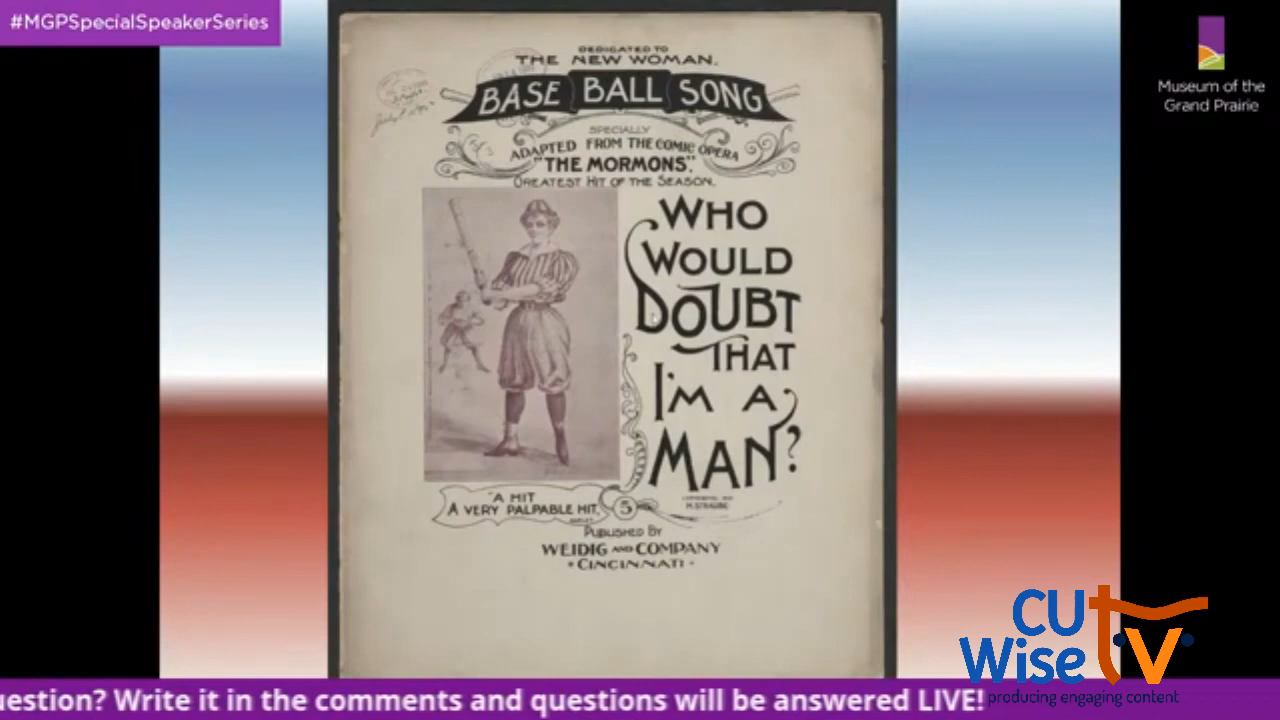 #MGPSpecialSpeakerSeries
Museum of the
Grand Prairie
DEDICATED TO
THE NEW WOMAN.
BASE BALL SONG
SPECIALLY
ADAPTED FROM THE COMIC OPERA
"THE MORMONS".
GREATEST HIT OF THE SEASON.
WHO
WOULD
DOUBT
THAT
I'M A
MAN?
"A HIT
A VERY PALPABLE HIT.
5
H. STRAUBE
PUBLISHED BY
WEIDIG AND COMPANY
CINCINNATI
CU
Wise tv
producing engaging content
uestion? Write it in the comments and questions will be answered LIVE!